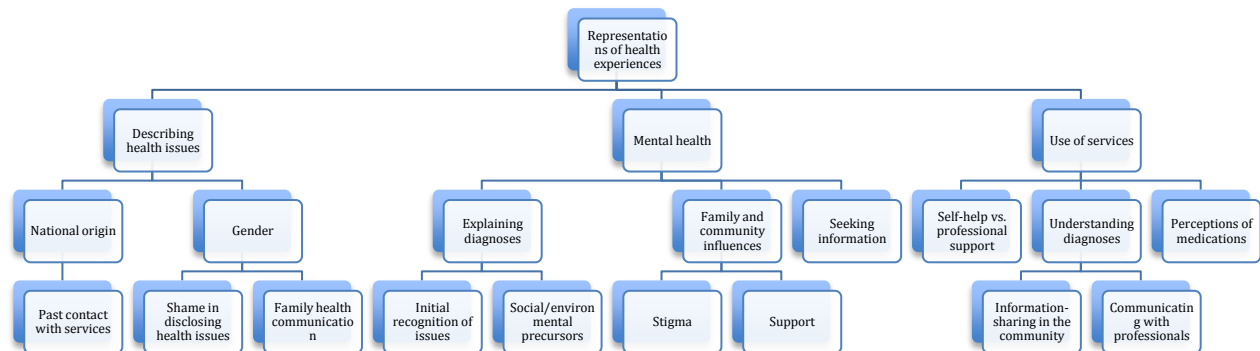 Representatio
ns of health
experiences
Describing
health issues
Mental health
Use of services
National origin
Gender
Explaining
diagnoses
Family and
community
influences
Seeking
information
Self-help vs.
professional
support
Understanding
diagnoses
Perceptions of
medications
Past contact
with services
Shame in
disclosing
health issues
Family health
communicatio
n
Initial
recognition of
issues
Social/environ
mental
precursors
Stigma
Support
Information-
sharing in the
community
Communicatin
g with
professionals